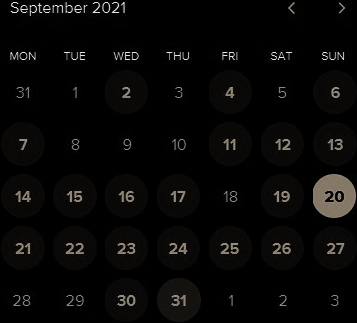 September 2021 < >
MON TUE WED THU FRI SAT SUN
31 1 2 3 4 5 6
7 8 9 10 11 12 13
14 15 16 17 18 19 20
21 22 23 24 25 26 27
28 29 30 31 1 2 3